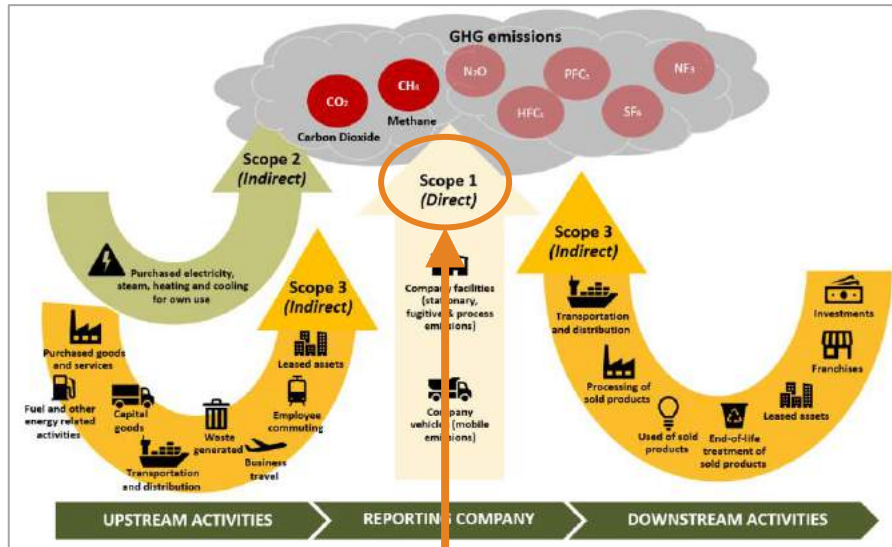 GHG emissions
CO₂
Carbon Dioxide
CH₄
Methane
N₂O
HFCₛ
PFCₛ
SF₆
NF₃
Scope 2
(Indirect)
Purchased electricity,
steam, heating and cooling
for own use
Scope 3
(Indirect)
Purchased goods
and services
Fuel and other
energy related
activities
Capital
goods
Transportation
and distribution
Waste
generated
Business
travel
Employee
commuting
Leased assets
Scope 1
(Direct)
Company facilities
(stationary,
fugitive & process
emissions)
Company
vehicles (mobile
emissions)
Scope 3
(Indirect)
Transportation
and distribution
Processing of
sold products
Used of sold
products
End-of-life
treatment of
sold products
Leased assets
Franchises
Investments
UPSTREAM ACTIVITIES
REPORTING COMPANY
DOWNSTREAM ACTIVITIES